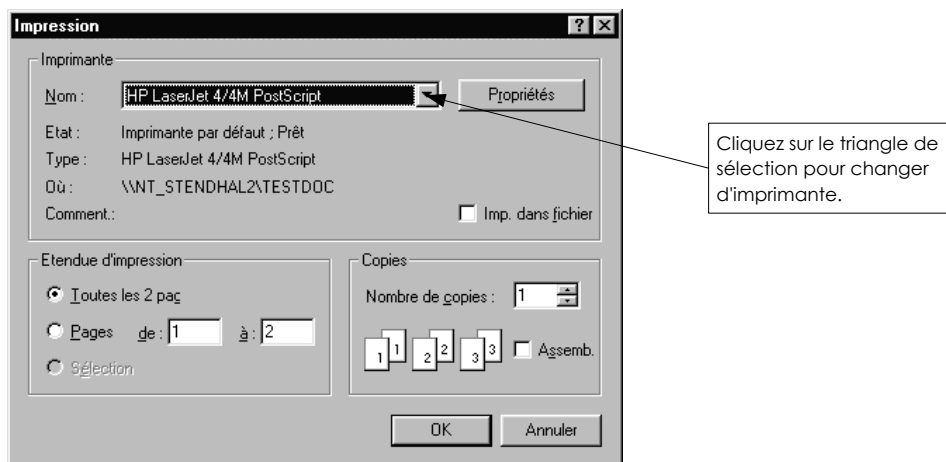 Impression
Imprimante
Nom : HP LaserJet 4/4M PostScript Propriétés
Etat : Imprimante par défaut ; Prêt
Type : HP LaserJet 4/4M PostScript
Où : \\NT_STENDHAL2\TESTDOC
Comment.: Imp. dans fichier
Cliquez sur le triangle de
sélection pour changer
d'imprimante.
Etendue d'impression
Toutes les 2 pag
Pages de : 1 à : 2
Sélection
Copies
Nombre de copies : 1
1 1 2 2 3 3 Assemb.
OK Annuler